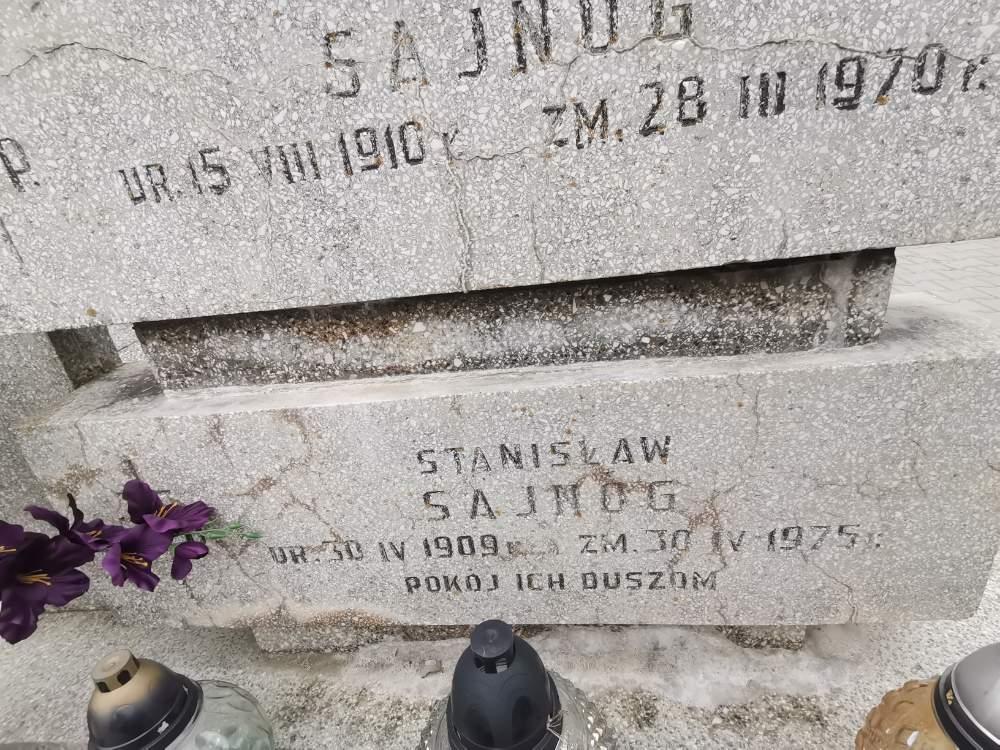 SAJNOG
P. UR. 15 VIII 1910 r. ZM. 28 III 1970 r.
STANISŁAW
SAJNOG
UR. 30 IV 1909 r. ZM. 30 IV 1975 r.
POKÓJ ICH DUSZOM